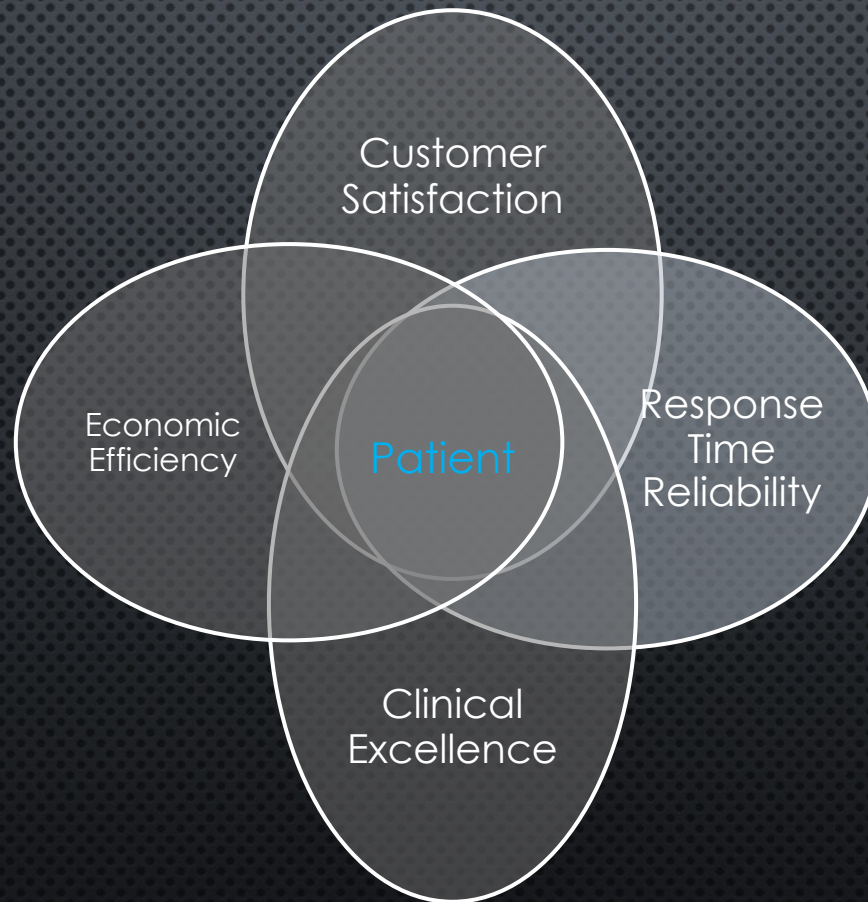 Customer
Satisfaction
Economic
Efficiency
Patient
Response
Time
Reliability
Clinical
Excellence